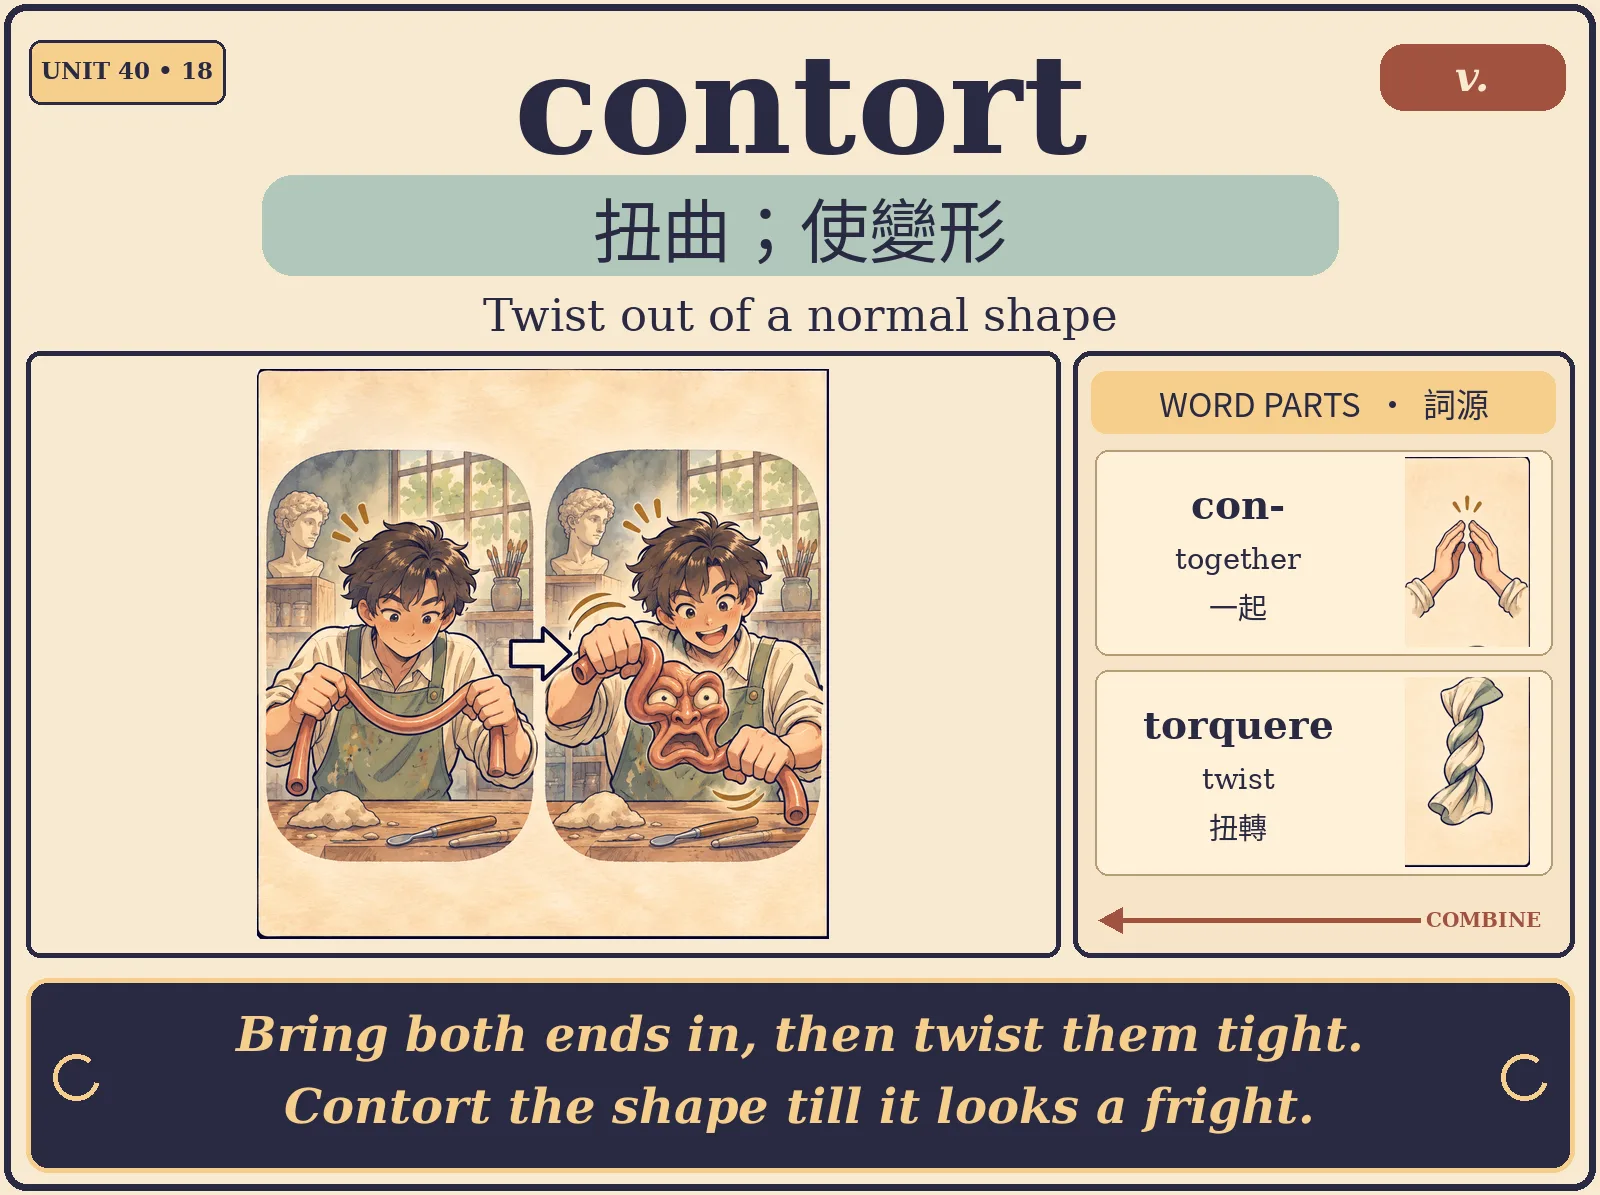 UNIT 40 • 18
contort
v.
扭曲；使變形
Twist out of a normal shape
WORD PARTS · 詞源
con-
together
一起
torquere
twist
扭轉
COMBINE
Bring both ends in, then twist them tight.
Contort the shape till it looks a fright.